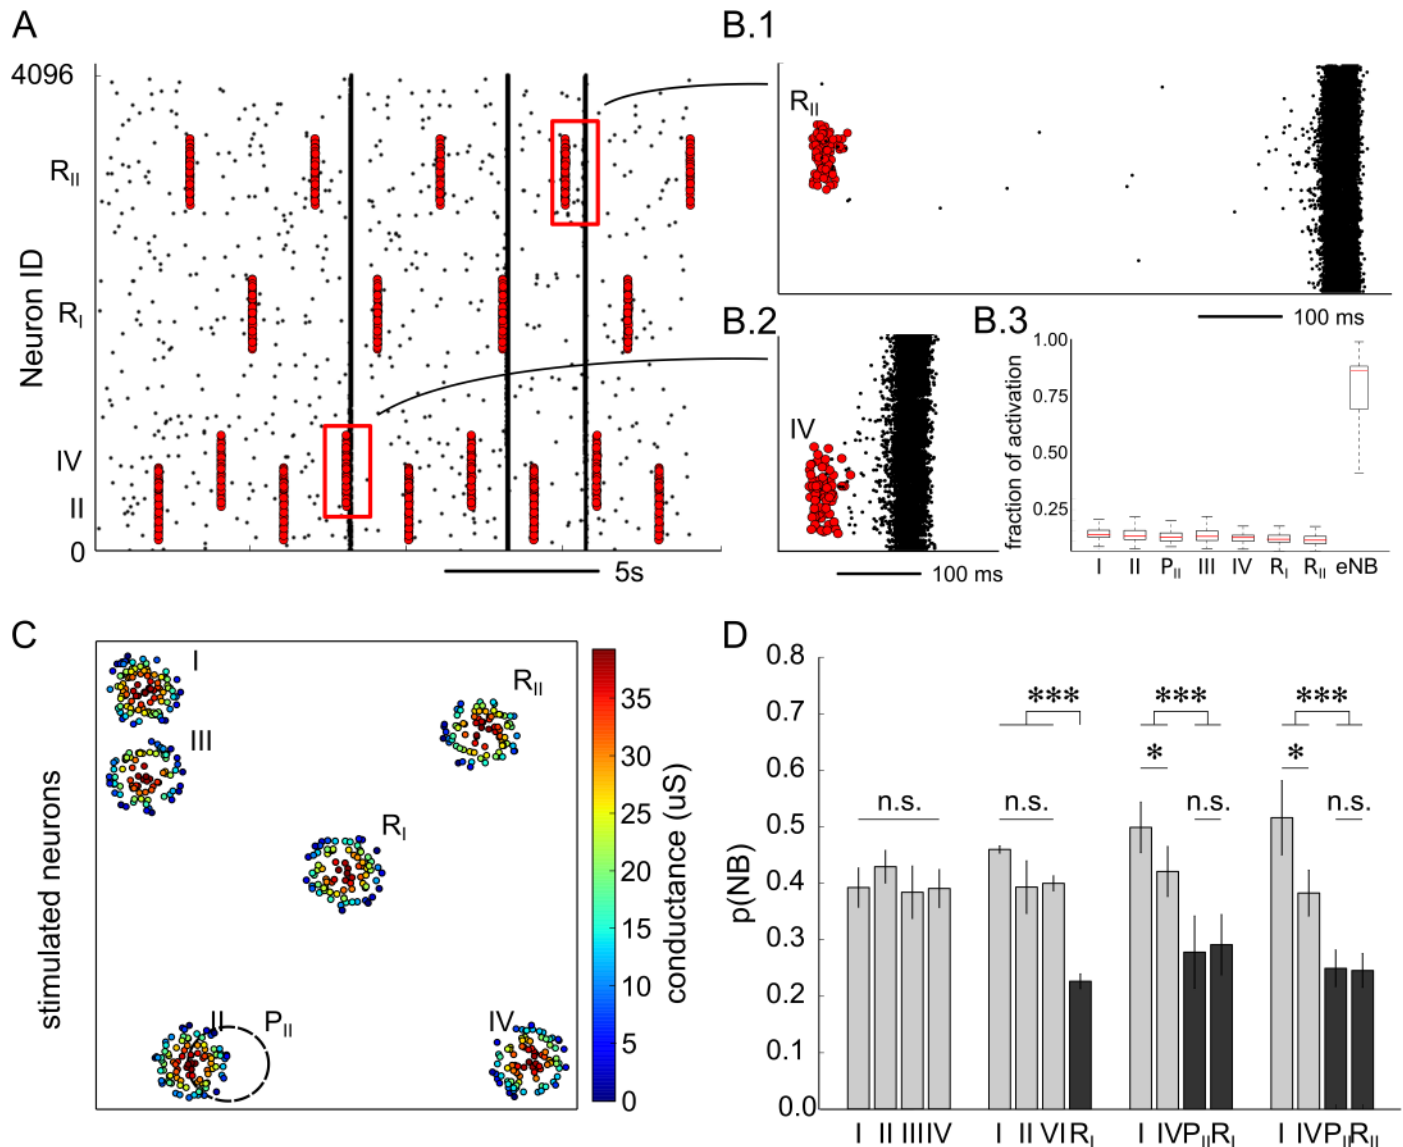 A
4096
R_II
R_I
IV
II
0
Neuron ID
5s
B.1
R_II
100 ms
B.2
IV
100 ms
B.3
1.00
0.75
0.50
0.25
fraction of activation
I II P_II III IV R_I R_II eNB
C
I
III
R_II
R_I
II
P_II
IV
stimulated neurons
35
30
25
20
15
10
5
0
conductance (uS)
D
0.8
0.7
0.6
0.5
0.4
0.3
0.2
0.1
0.0
p(NB)
*** *** ***
* *
n.s. n.s. n.s. n.s.
I II III IV I II VI R_I I IV P_II R_I I IV P_II R_II